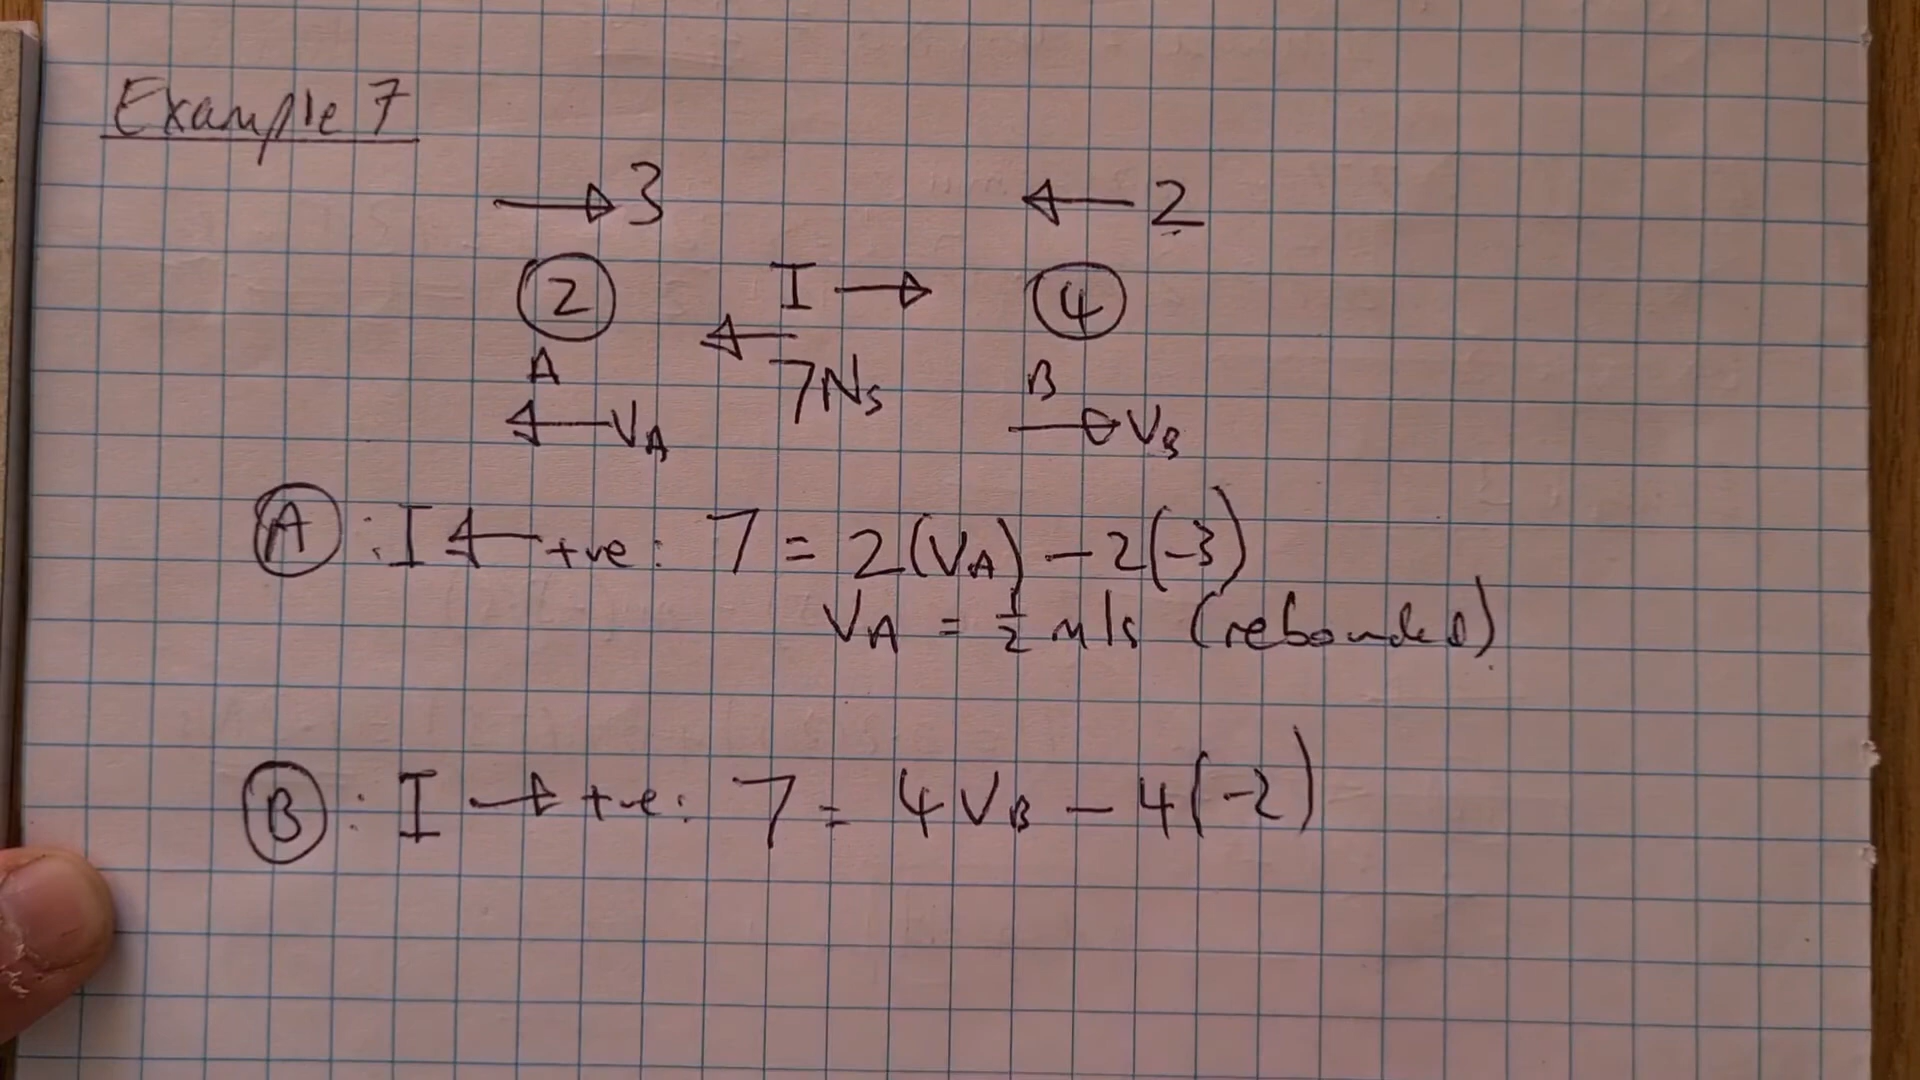 Example 7
→ 3 ← 2
2 I → 4
←
A 7Ns B
← VA → VB
A : I ← +ve : 7 = 2(VA) - 2(-3)
VA = 1/2 m/s (rebounded)
B : I → +ve : 7 = 4VB - 4(-2)